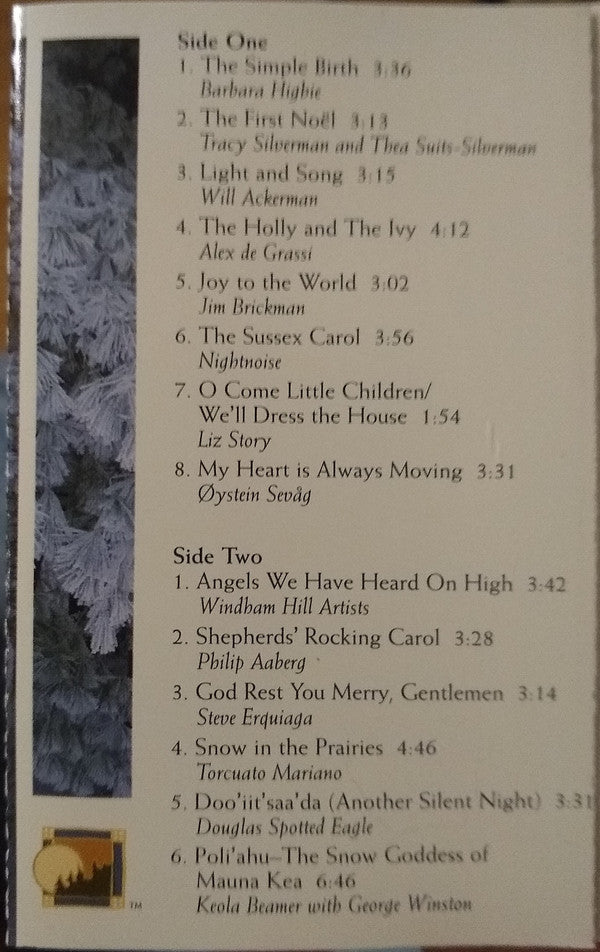 Side One
1. The Simple Birth 3:36
Barbara Higbie
2. The First Noël 3:13
Tracy Silverman and Thea Suits-Silverman
3. Light and Song 3:15
Will Ackerman
4. The Holly and The Ivy 4:12
Alex de Grassi
5. Joy to the World 3:02
Jim Brickman
6. The Sussex Carol 3:56
Nightnoise
7. O Come Little Children/
We'll Dress the House 1:54
Liz Story
8. My Heart is Always Moving 3:31
Øystein Sevåg
Side Two
1. Angels We Have Heard On High 3:42
Windham Hill Artists
2. Shepherds' Rocking Carol 3:28
Philip Aaberg
3. God Rest You Merry, Gentlemen 3:14
Steve Erquiaga
4. Snow in the Prairies 4:46
Torcuato Mariano
5. Doo'iit'saa'da (Another Silent Night) 3:31
Douglas Spotted Eagle
6. Poli'ahu–The Snow Goddess of
Mauna Kea 6:46
Keola Beamer with George Winston
TM